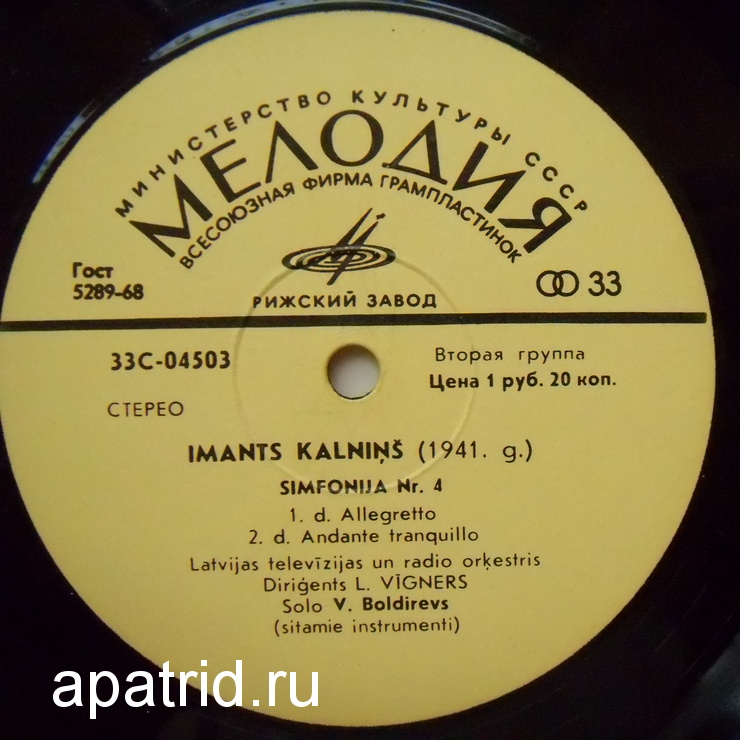 МИНИСТЕРСТВО КУЛЬТУРЫ СССР
МЕЛОДИЯ
ВСЕСОЮЗНАЯ ФИРМА ГРАМПЛАСТИНОК
Гост
5289-68
РИЖСКИЙ ЗАВОД
33
33С-04503
Вторая группа
Цена 1 руб. 20 коп.
СТЕРЕО
IMANTS KALNIŅŠ (1941. g.)
SIMFONIJA Nr. 4
1. d. Allegretto
2. d. Andante tranquillo
Latvijas televīzijas un radio orķestris
Diriģents L. VĪGNERS
Solo V. Boldirevs
(sitamie instrumenti)
apatrid.ru